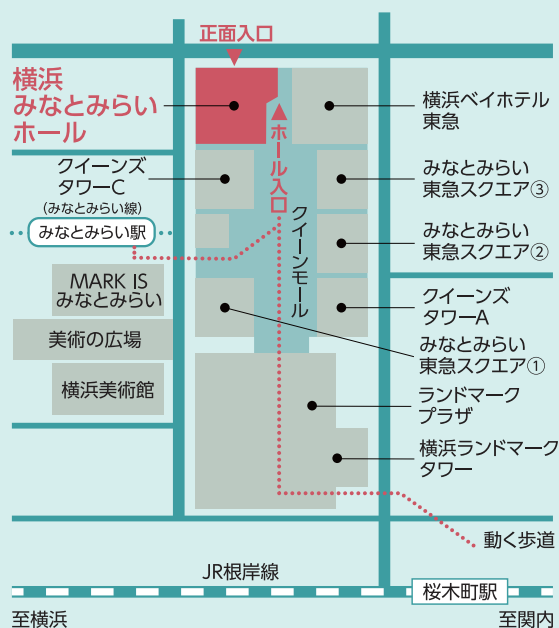 正面入口
横浜
みなとみらい
ホール
横浜ベイホテル
東急
ホール入口
クイーンズ
タワーC
みなとみらい
東急スクエア③
(みなとみらい線)
みなとみらい駅
クイーンモール
みなとみらい
東急スクエア②
MARK IS
みなとみらい
クイーンズ
タワーA
美術の広場
みなとみらい
東急スクエア①
横浜美術館
ランドマーク
プラザ
横浜ランドマーク
タワー
動く歩道
JR根岸線
桜木町駅
至横浜
至関内